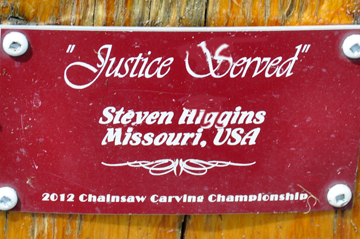 "Justice Served"
Steven Higgins
Missouri, USA
2012 Chainsaw Carving Championship